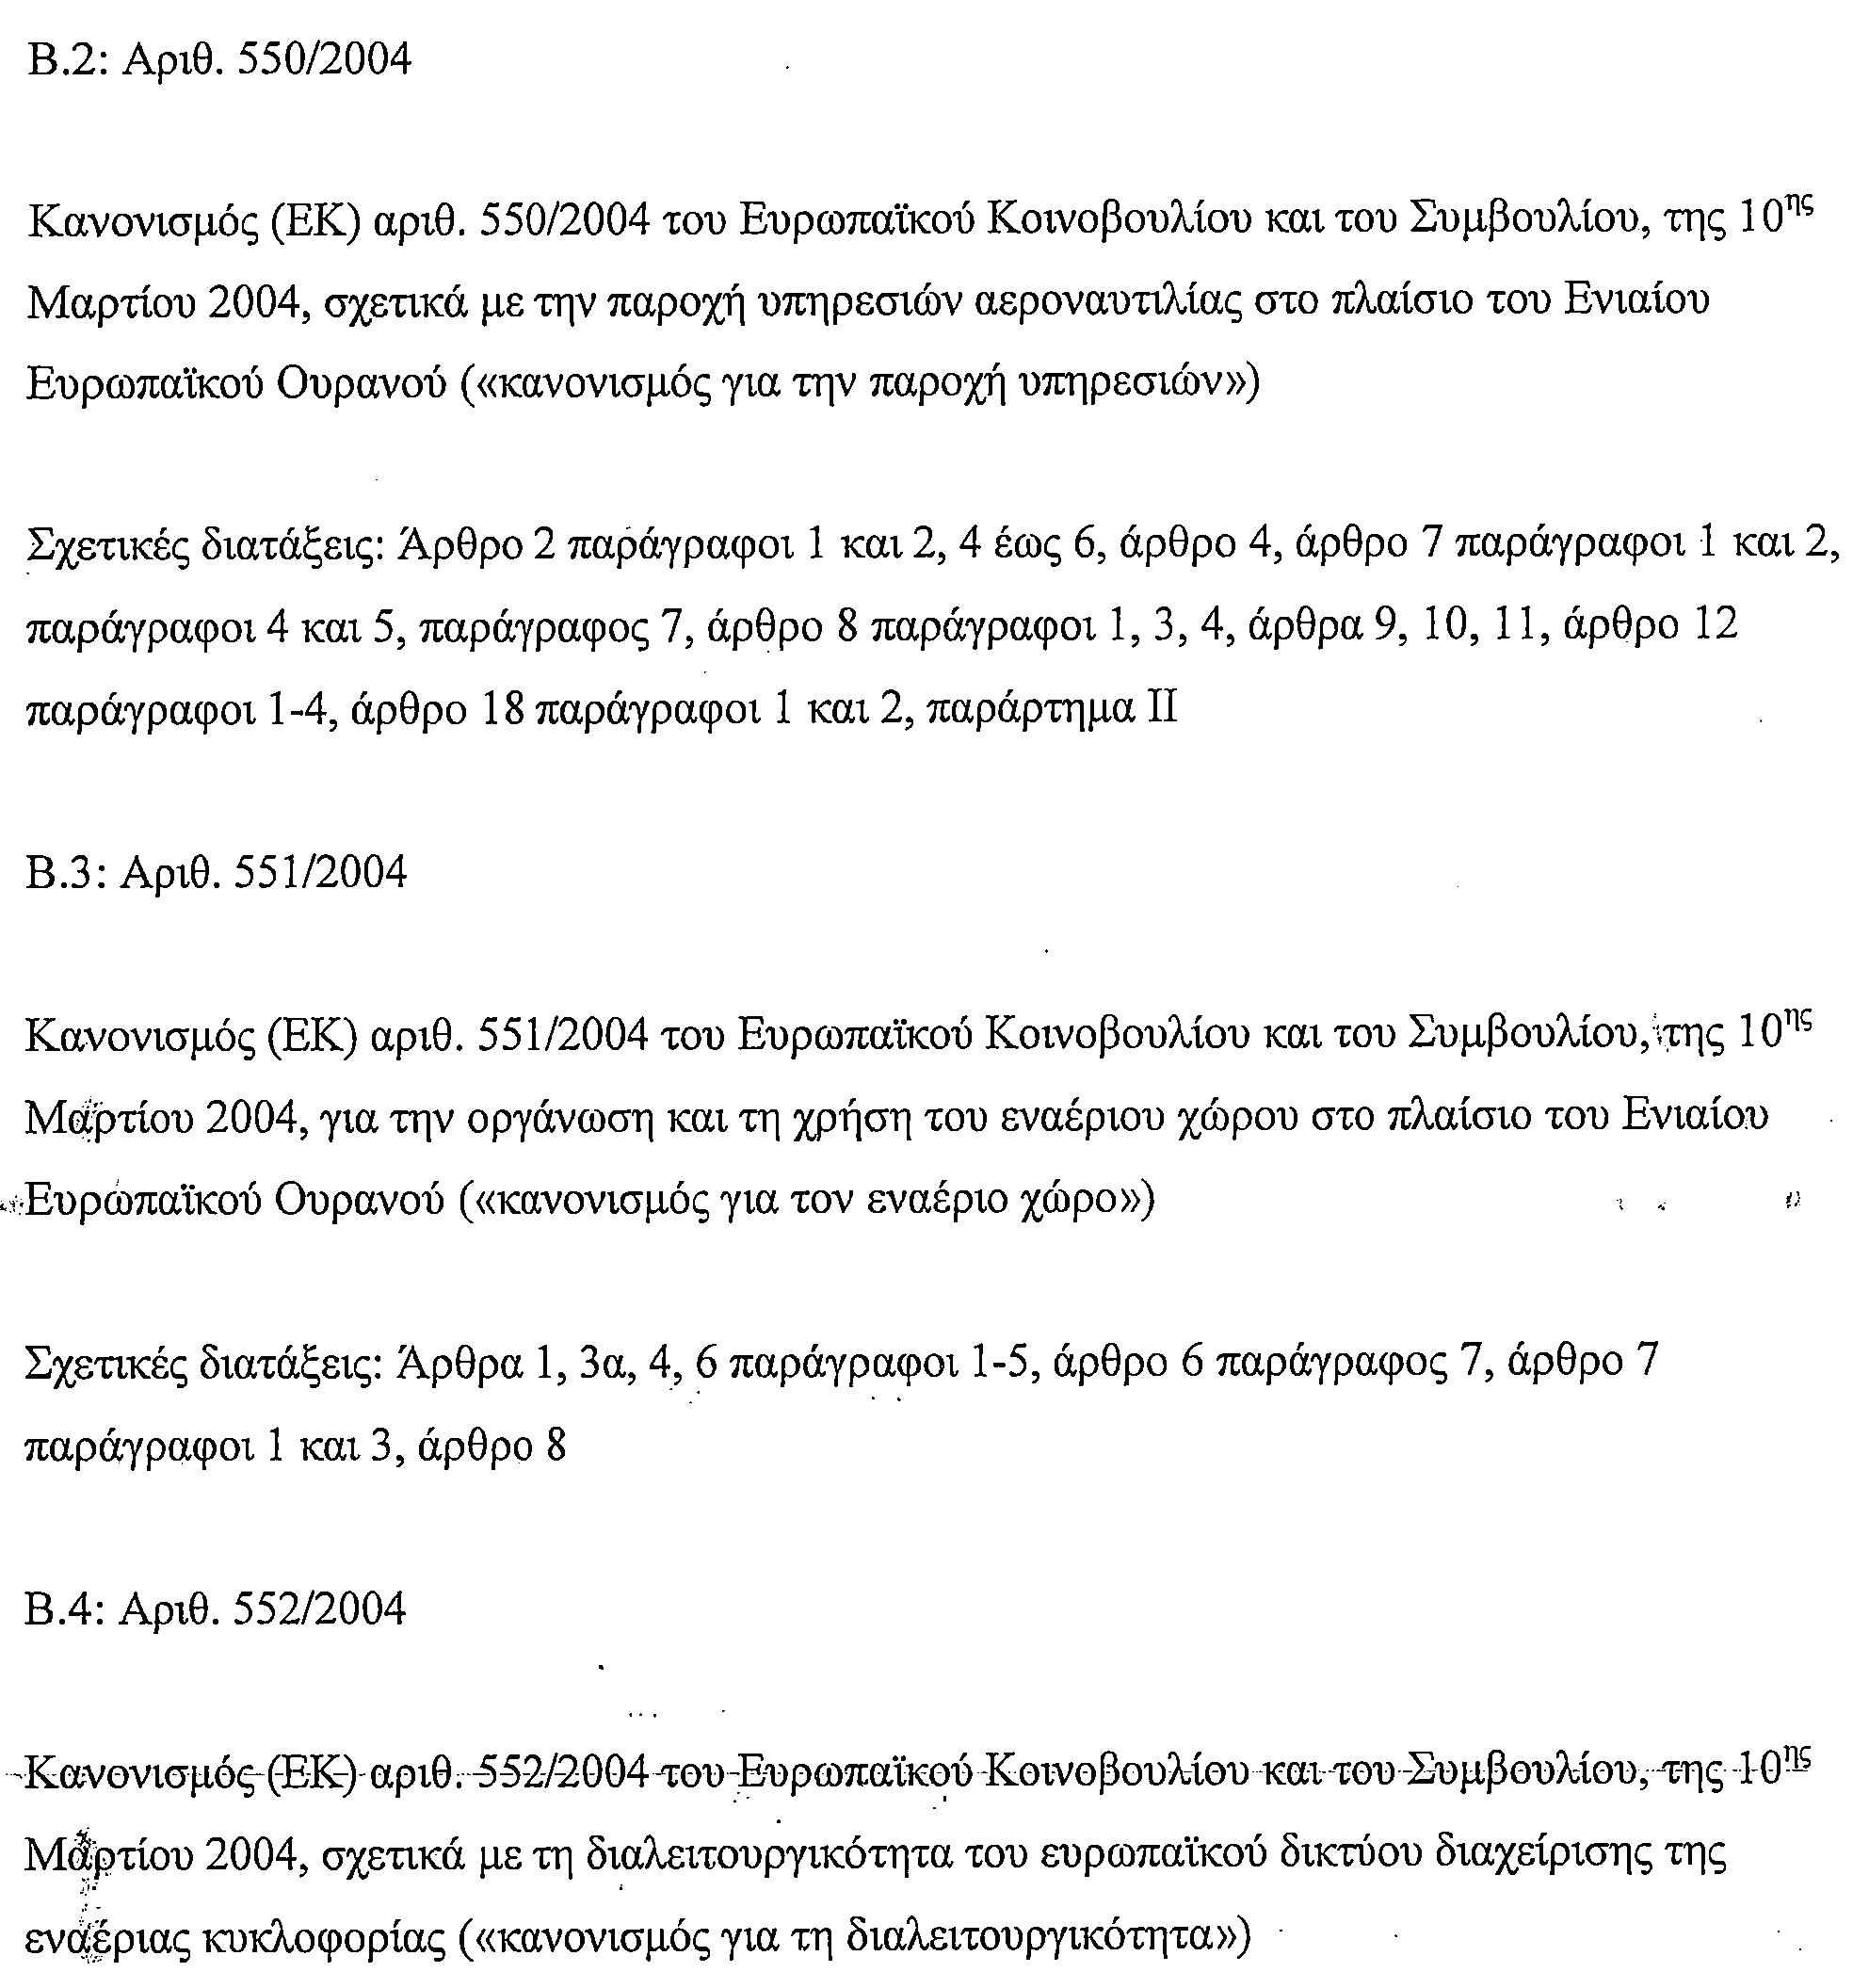 Β.2: Αριθ. 550/2004
Κανονισμός (ΕΚ) αριθ. 550/2004 του Ευρωπαϊκού Κοινοβουλίου και του Συμβουλίου, της 10ης
Μαρτίου 2004, σχετικά με την παροχή υπηρεσιών αεροναυτιλίας στο πλαίσιο του Ενιαίου
Ευρωπαϊκού Ουρανού («κανονισμός για την παροχή υπηρεσιών»)
Σχετικές διατάξεις: Άρθρο 2 παράγραφοι 1 και 2, 4 έως 6, άρθρο 4, άρθρο 7 παράγραφοι 1 και 2,
παράγραφοι 4 και 5, παράγραφος 7, άρθρο 8 παράγραφοι 1, 3, 4, άρθρα 9, 10, 11, άρθρο 12
παράγραφοι 1-4, άρθρο 18 παράγραφοι 1 και 2, παράρτημα ΙΙ
Β.3: Αριθ. 551/2004
Κανονισμός (ΕΚ) αριθ. 551/2004 του Ευρωπαϊκού Κοινοβουλίου και του Συμβουλίου, της 10ης
Μαρτίου 2004, για την οργάνωση και τη χρήση του εναέριου χώρου στο πλαίσιο του Ενιαίου
Ευρωπαϊκού Ουρανού («κανονισμός για τον εναέριο χώρο»)
Σχετικές διατάξεις: Άρθρα 1, 3α, 4, 6 παράγραφοι 1-5, άρθρο 6 παράγραφος 7, άρθρο 7
παράγραφοι 1 και 3, άρθρο 8
Β.4: Αριθ. 552/2004
Κανονισμός (ΕΚ) αριθ. 552/2004 του Ευρωπαϊκού Κοινοβουλίου και του Συμβουλίου, της 10ης
Μαρτίου 2004, σχετικά με τη διαλειτουργικότητα του ευρωπαϊκού δικτύου διαχείρισης της
εναέριας κυκλοφορίας («κανονισμός για τη διαλειτουργικότητα»)